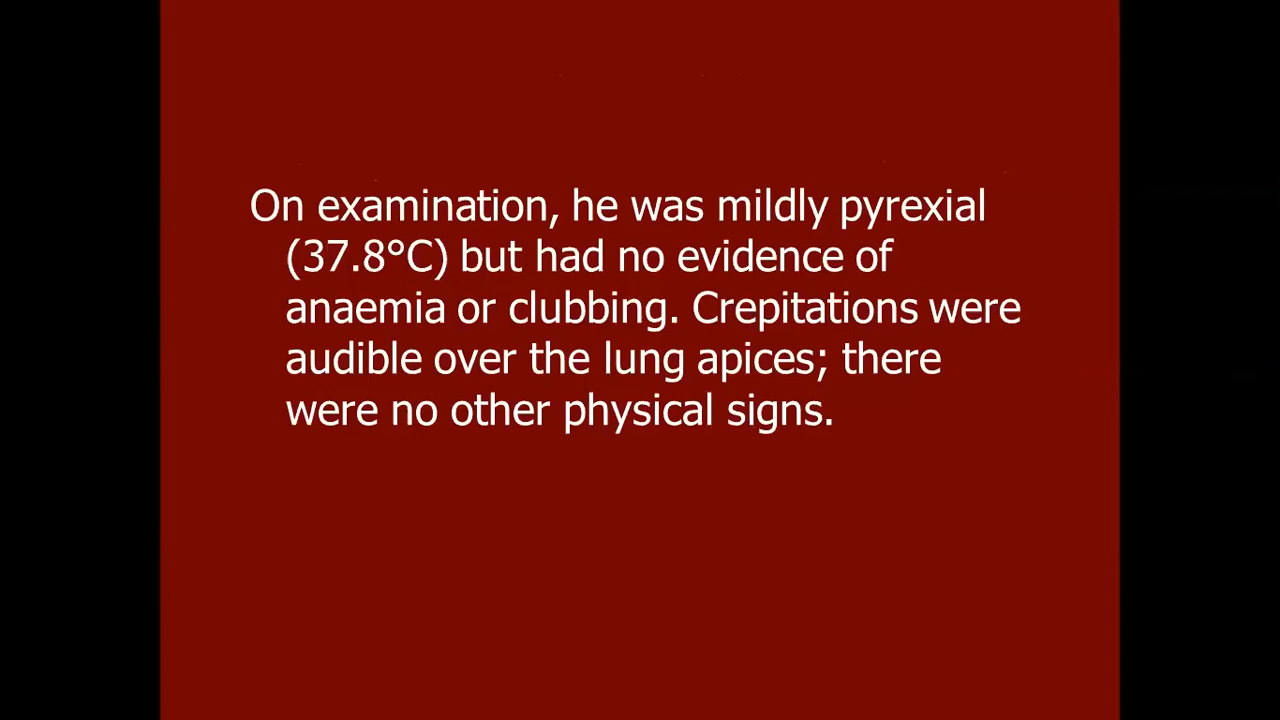 On examination, he was mildly pyrexial
(37.8°C) but had no evidence of
anaemia or clubbing. Crepitations were
audible over the lung apices; there
were no other physical signs.